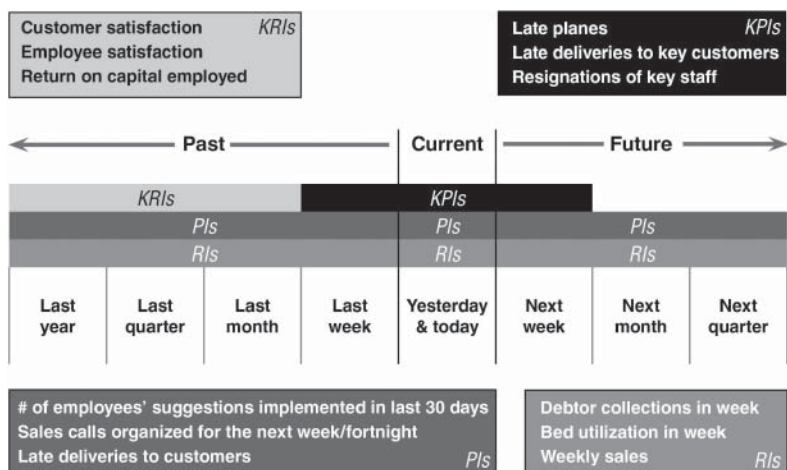 Customer satisfaction KRIs
Employee satisfaction
Return on capital employed
Late planes KPIs
Late deliveries to key customers
Resignations of key staff
Past Current Future
KRIs KPIs
PIs PIs PIs
RIs RIs RIs
Last Last Last Last Yesterday Next Next Next
year quarter month week & today week month quarter
# of employees’ suggestions implemented in last 30 days
Sales calls organized for the next week/fortnight
Late deliveries to customers PIs
Debtor collections in week
Bed utilization in week
Weekly sales RIs